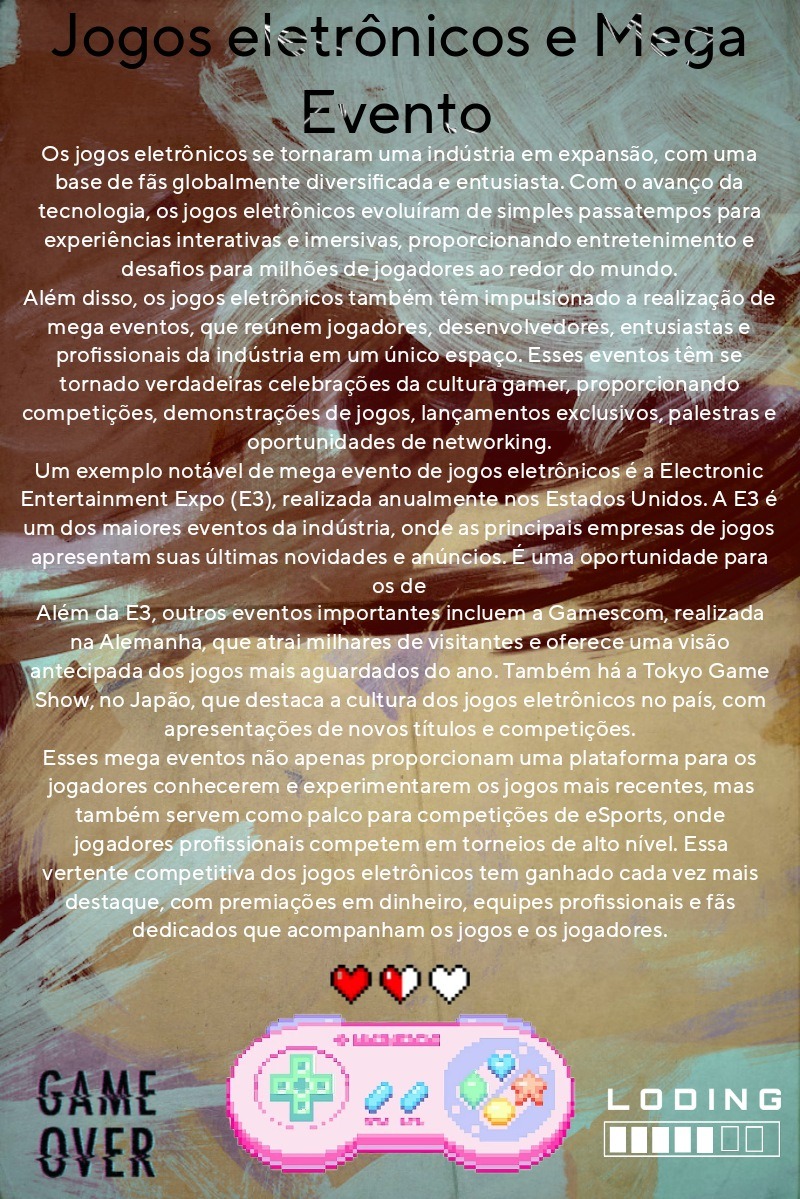 Jogos eletrônicos e Mega
Evento
Os jogos eletrônicos se tornaram uma indústria em expansão, com uma
base de fãs globalmente diversificada e entusiasta. Com o avanço da
tecnologia, os jogos eletrônicos evoluíram de simples passatempos para
experiências interativas e imersivas, proporcionando entretenimento e
desafios para milhões de jogadores ao redor do mundo.
Além disso, os jogos eletrônicos também têm impulsionado a realização de
mega eventos, que reúnem jogadores, desenvolvedores, entusiastas e
profissionais da indústria em um único espaço. Esses eventos têm se
tornado verdadeiras celebrações da cultura gamer, proporcionando
competições, demonstrações de jogos, lançamentos exclusivos, palestras e
oportunidades de networking.
Um exemplo notável de mega evento de jogos eletrônicos é a Electronic
Entertainment Expo (E3), realizada anualmente nos Estados Unidos. A E3 é
um dos maiores eventos da indústria, onde as principais empresas de jogos
apresentam suas últimas novidades e anúncios. É uma oportunidade para
os de
Além da E3, outros eventos importantes incluem a Gamescom, realizada
na Alemanha, que atrai milhares de visitantes e oferece uma visão
antecipada dos jogos mais aguardados do ano. Também há a Tokyo Game
Show, no Japão, que destaca a cultura dos jogos eletrônicos no país, com
apresentações de novos títulos e competições.
Esses mega eventos não apenas proporcionam uma plataforma para os
jogadores conhecerem e experimentarem os jogos mais recentes, mas
também servem como palco para competições de eSports, onde
jogadores profissionais competem em torneios de alto nível. Essa
vertente competitiva dos jogos eletrônicos tem ganhado cada vez mais
destaque, com premiações em dinheiro, equipes profissionais e fãs
dedicados que acompanham os jogos e os jogadores.
GAME
OVER
LODING